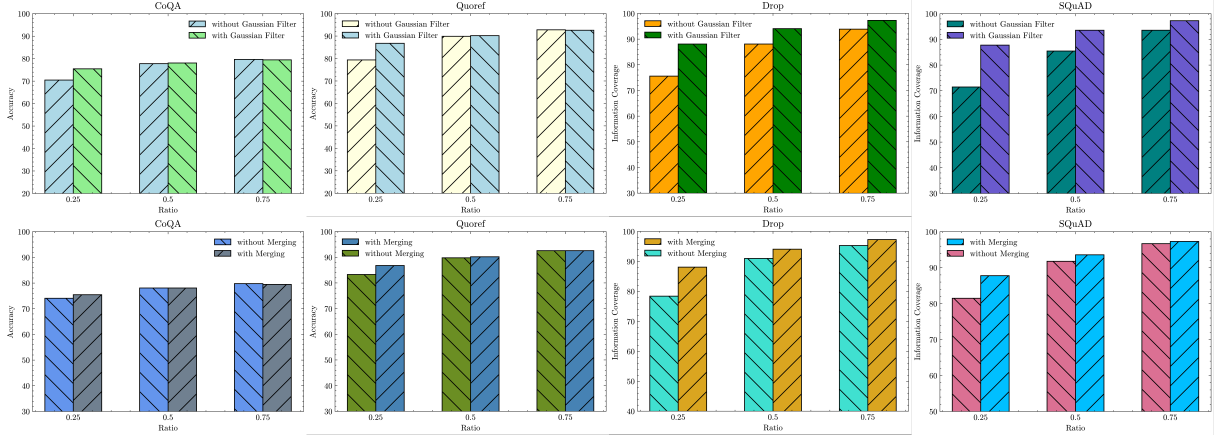 CoQA
100
90
80
70
60
50
40
30
20
Accuracy
without Gaussian Filter
with Gaussian Filter
0.25 0.5 0.75
Ratio
Quoref
100
90
80
70
60
50
40
30
20
Accuracy
without Gaussian Filter
with Gaussian Filter
0.25 0.5 0.75
Ratio
Drop
100
90
80
70
60
50
40
30
Information Coverage
without Gaussian Filter
with Gaussian Filter
0.25 0.5 0.75
Ratio
SQuAD
100
90
80
70
60
50
40
30
Information Coverage
without Gaussian Filter
with Gaussian Filter
0.25 0.5 0.75
Ratio
CoQA
100
90
80
70
60
50
40
30
Accuracy
without Merging
with Merging
0.25 0.5 0.75
Ratio
Quoref
100
90
80
70
60
50
40
30
Accuracy
with Merging
without Merging
0.25 0.5 0.75
Ratio
Drop
100
90
80
70
60
50
40
Information Coverage
with Merging
without Merging
0.25 0.5 0.75
Ratio
SQuAD
100
90
80
70
60
50
Information Coverage
with Merging
without Merging
0.25 0.5 0.75
Ratio